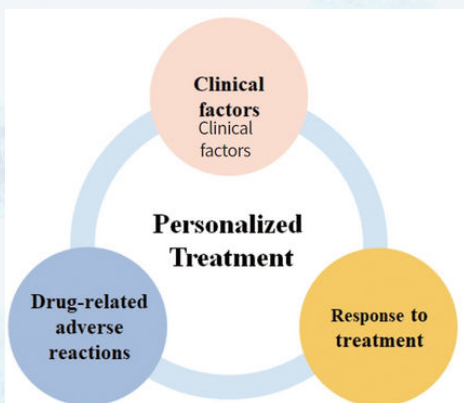 Clinical
factors
Clinical
factors
Personalized
Treatment
Drug-related
adverse
reactions
Response to
treatment